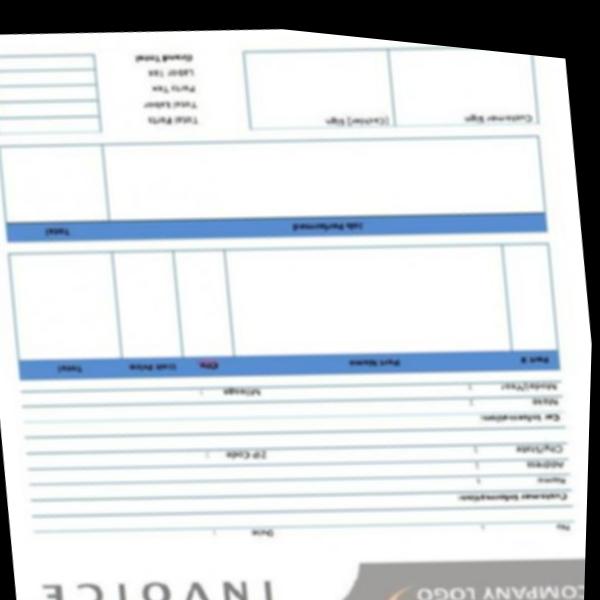 COMPANY LOGO INVOICE
No : Date :
Customer Information
Name :
Address :
City/State : ZIP Code :
Car Information
Make :
Model/Year : Mileage :
Part # Part Name Qty Unit Price Total
Job Performed Total
Customer Sign (Cashier) Sign
Total Parts
Total Labor
Parts Tax
Labor Tax
Grand Total